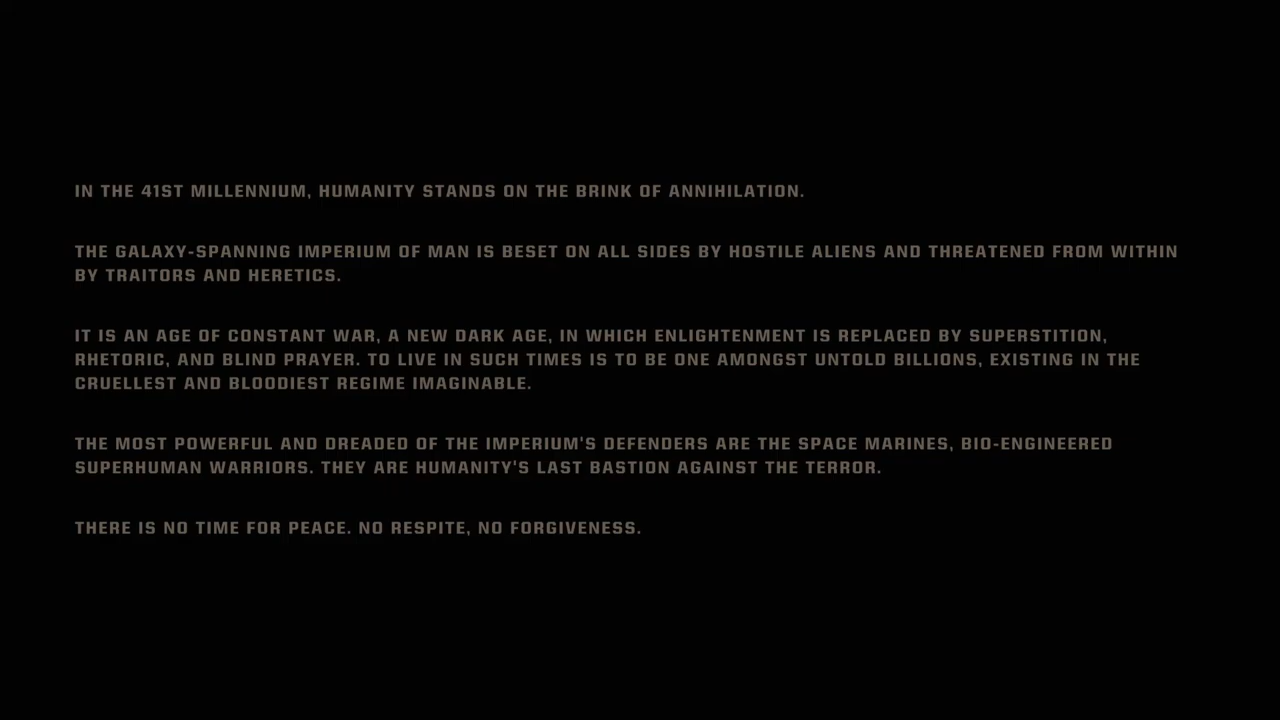 IN THE 41ST MILLENNIUM, HUMANITY STANDS ON THE BRINK OF ANNIHILATION.
THE GALAXY-SPANNING IMPERIUM OF MAN IS BESET ON ALL SIDES BY HOSTILE ALIENS AND THREATENED FROM WITHIN
BY TRAITORS AND HERETICS.
IT IS AN AGE OF CONSTANT WAR, A NEW DARK AGE, IN WHICH ENLIGHTENMENT IS REPLACED BY SUPERSTITION,
RHETORIC, AND BLIND PRAYER. TO LIVE IN SUCH TIMES IS TO BE ONE AMONGST UNTOLD BILLIONS, EXISTING IN THE
CRUELLEST AND BLOODIEST REGIME IMAGINABLE.
THE MOST POWERFUL AND DREADED OF THE IMPERIUM'S DEFENDERS ARE THE SPACE MARINES, BIO-ENGINEERED
SUPERHUMAN WARRIORS. THEY ARE HUMANITY'S LAST BASTION AGAINST THE TERROR.
THERE IS NO TIME FOR PEACE. NO RESPITE, NO FORGIVENESS.